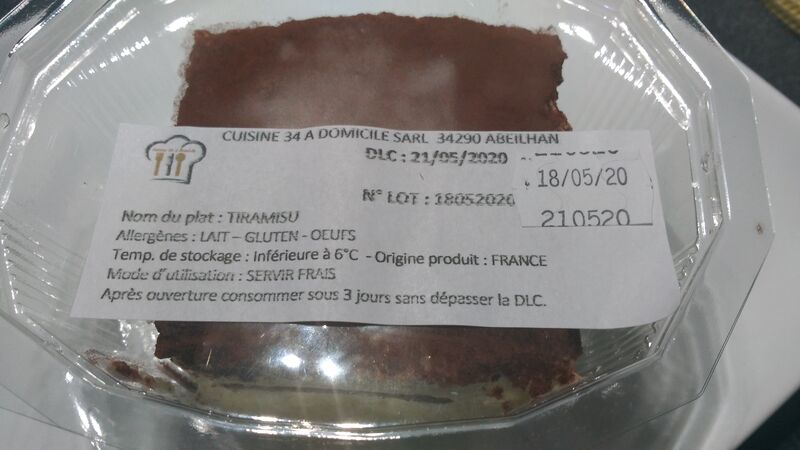 CUISINE 34 A DOMICILE SARL 34290 ABEILHAN
DLC : 21/05/2020
18/05/20
N° LOT : 18052020
210520
Nom du plat : TIRAMISU
Allergènes : LAIT – GLUTEN - OEUFS
Temp. de stockage : Inférieure à 6°C - Origine produit : FRANCE
Mode d'utilisation : SERVIR FRAIS
Après ouverture consommer sous 3 jours sans dépasser la DLC.